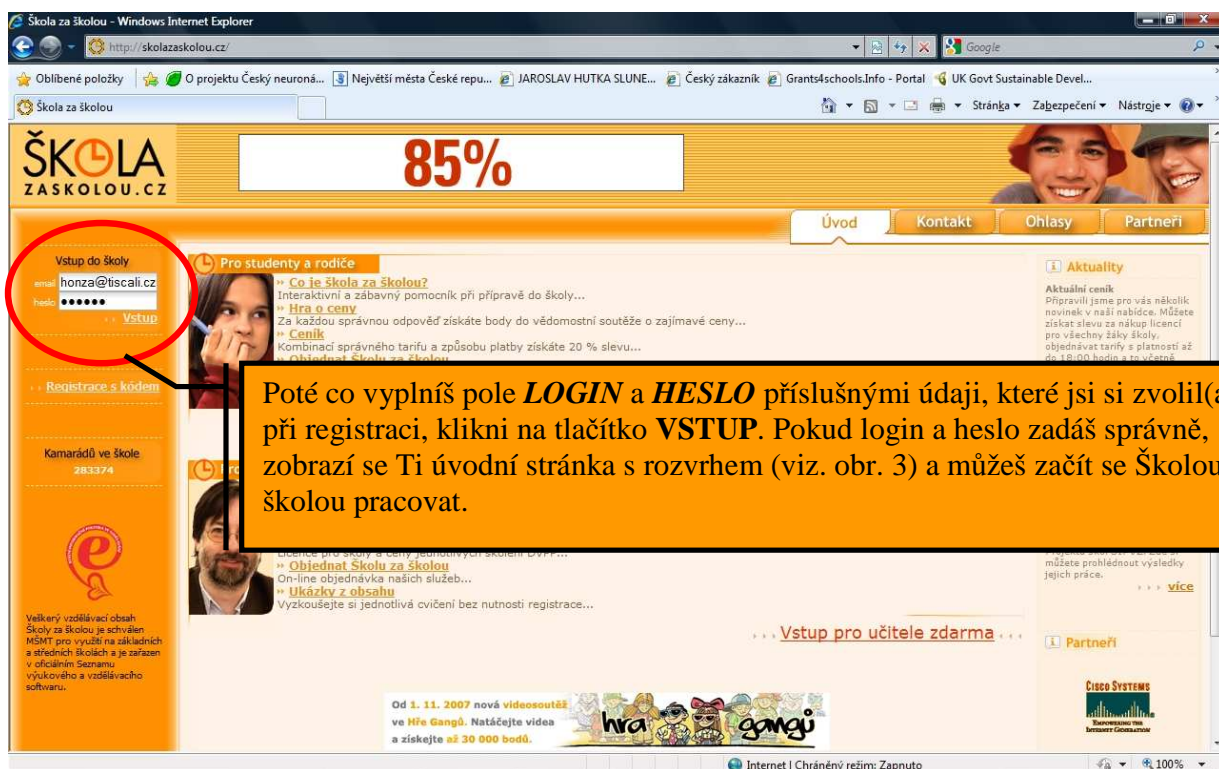 Škola za školou - Windows Internet Explorer
http://skolazaskolou.cz/
Google
Oblíbené položky
O projektu Český neuroná...
Největší města České repu...
JAROSLAV HUTKA SLUNE...
Český zákazník
Grants4schools.Info - Portal
UK Govt Sustainable Devel...
Škola za školou
Stránka
Zabezpečení
Nástroje
ŠKOLA
ZASKOLOU.CZ
85%
Úvod
Kontakt
Ohlasy
Partneři
Vstup do školy
email honza@tiscali.cz
heslo ●●●●●●
Vstup
Registrace s kódem
Kamarádů ve škole
283374
Veškerý vzdělávací obsah
Školy za školou je schválen
MŠMT pro využití na základních
a středních školách a je zařazen
v oficiálním Seznamu
výukového a vzdělávacího
softwaru.
Pro studenty a rodiče
›› Co je škola za školou?
Interaktivní a zábavný pomocník při přípravě do školy...
›› Hra o ceny
Za každou správnou odpověď získáte body do vědomostní soutěže o zajímavé ceny...
›› Ceník
Kombinací správného tarifu a způsobu platby získáte 20 % slevu...
›› Objednat Školu za školou
Poté co vyplníš pole LOGIN a HESLO příslušnými údaji, které jsi si zvolil(a
při registraci, klikni na tlačítko VSTUP. Pokud login a heslo zadáš správně,
zobrazí se Ti úvodní stránka s rozvrhem (viz. obr. 3) a můžeš začít se Školou
školou pracovat.
Licence pro školy a ceny jednotlivých školení DVPP...
›› Objednat Školu za školou
On-line objednávka našich služeb...
›› Ukázky z obsahu
Vyzkoušejte si jednotlivá cvičení bez nutnosti registrace...
Vstup pro učitele zdarma
Od 1. 11. 2007 nová videosoutěž
ve Hře Gangů. Natáčejte videa
a získejte až 30 000 bodů.
hra gangů
Aktuality
Aktuální ceník
Připravili jsme pro vás několik
novinek v naší nabídce. Můžete
získat slevu za nákup licencí
pro všechny žáky školy,
objednávat tarify s platností až
do 18:00 hodin a to včetně
můžete prohlédnout výsledky
jejich práce.
více
Partneři
CISCO SYSTEMS
EMPOWERING THE
INTERNET GENERATION
Internet | Chráněný režim: Zapnuto
100%